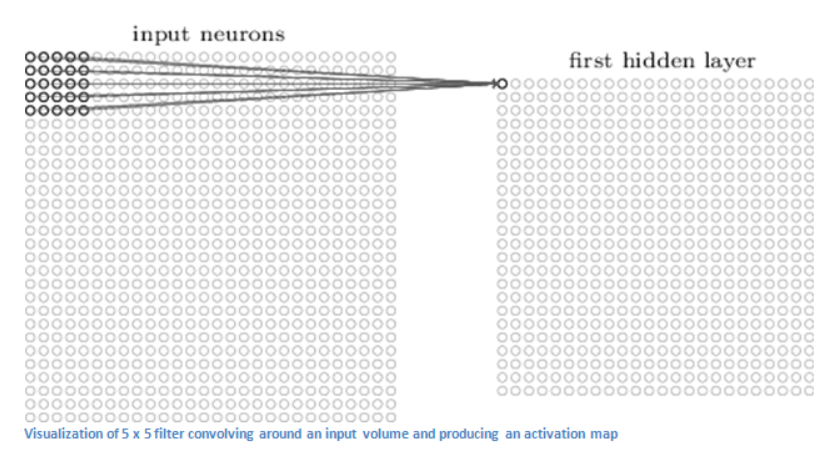 input neurons
first hidden layer
Visualization of 5 x 5 filter convolving around an input volume and producing an activation map